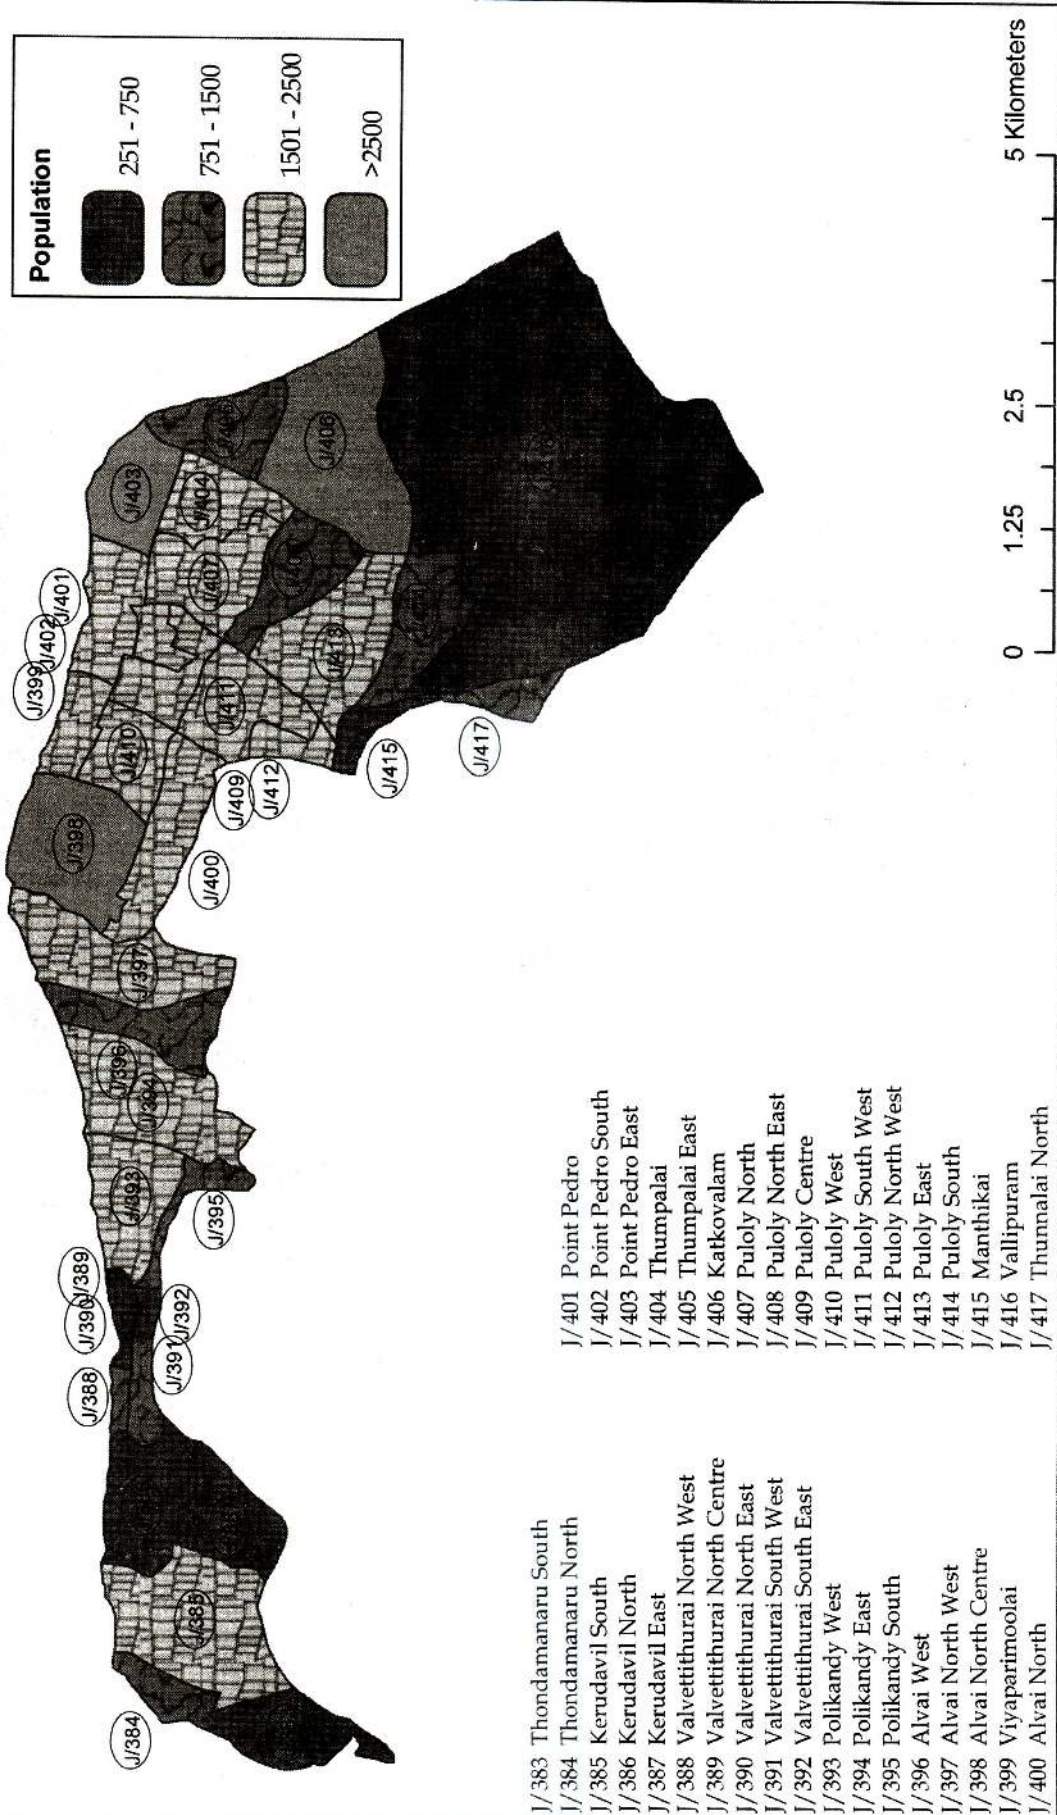 Population
251 - 750
751 - 1500
1501 - 2500
>2500
J/384
J/385
J/388
J/390
J/389
J/391
J/392
J/393
J/395
J/394
J/396
J/397
J/398
J/400
J/410
J/399
J/402
J/401
J/409
J/412
J/411
J/407
J/403
J/404
J/405
J/406
J/413
J/415
J/417
0 1.25 2.5 5 Kilometers
J/383 Thondamanaru South
J/384 Thondamanaru North
J/385 Kerudavil South
J/386 Kerudavil North
J/387 Kerudavil East
J/388 Valvettithurai North West
J/389 Valvettithurai North Centre
J/390 Valvettithurai North East
J/391 Valvettithurai South West
J/392 Valvettithurai South East
J/393 Polikandy West
J/394 Polikandy East
J/395 Polikandy South
J/396 Alvai West
J/397 Alvai North West
J/398 Alvai North Centre
J/399 Viyaparimoolai
J/400 Alvai North
J/401 Point Pedro
J/402 Point Pedro South
J/403 Point Pedro East
J/404 Thumpalai
J/405 Thumpalai East
J/406 Katkovalam
J/407 Puloly North
J/408 Puloly North East
J/409 Puloly Centre
J/410 Puloly West
J/411 Puloly South West
J/412 Puloly North West
J/413 Puloly East
J/414 Puloly South
J/415 Manthikai
J/416 Vallipuram
J/417 Thunnalai North